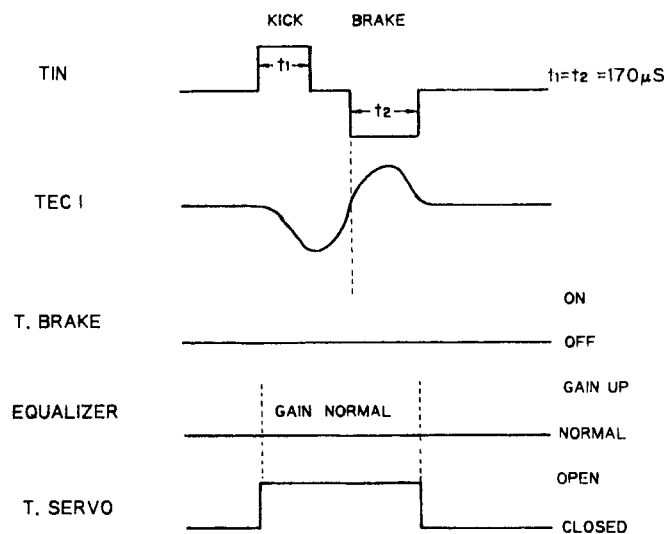 KICK BRAKE
TIN t1 t1=t2 =170μS
t2
TEC I
ON
T. BRAKE
OFF
GAIN UP
EQUALIZER GAIN NORMAL
NORMAL
OPEN
T. SERVO
CLOSED